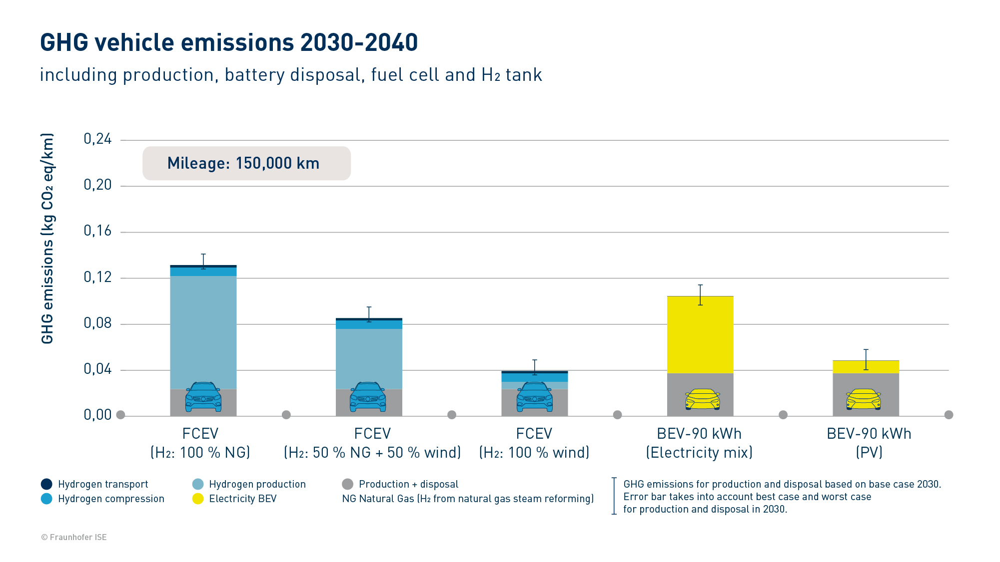 GHG vehicle emissions 2030-2040
including production, battery disposal, fuel cell and H₂ tank
GHG emissions (kg CO₂ eq/km)
0,24
Mileage: 150,000 km
0,20
0,16
0,12
0,08
0,04
0,00
FCEV
(H₂: 100 % NG)
FCEV
(H₂: 50 % NG + 50 % wind)
FCEV
(H₂: 100 % wind)
BEV-90 kWh
(Electricity mix)
BEV-90 kWh
(PV)
Hydrogen transport
Hydrogen compression
Hydrogen production
Electricity BEV
Production + disposal
NG Natural Gas (H₂ from natural gas steam reforming)
GHG emissions for production and disposal based on base case 2030.
Error bar takes into account best case and worst case
for production and disposal in 2030.
© Fraunhofer ISE